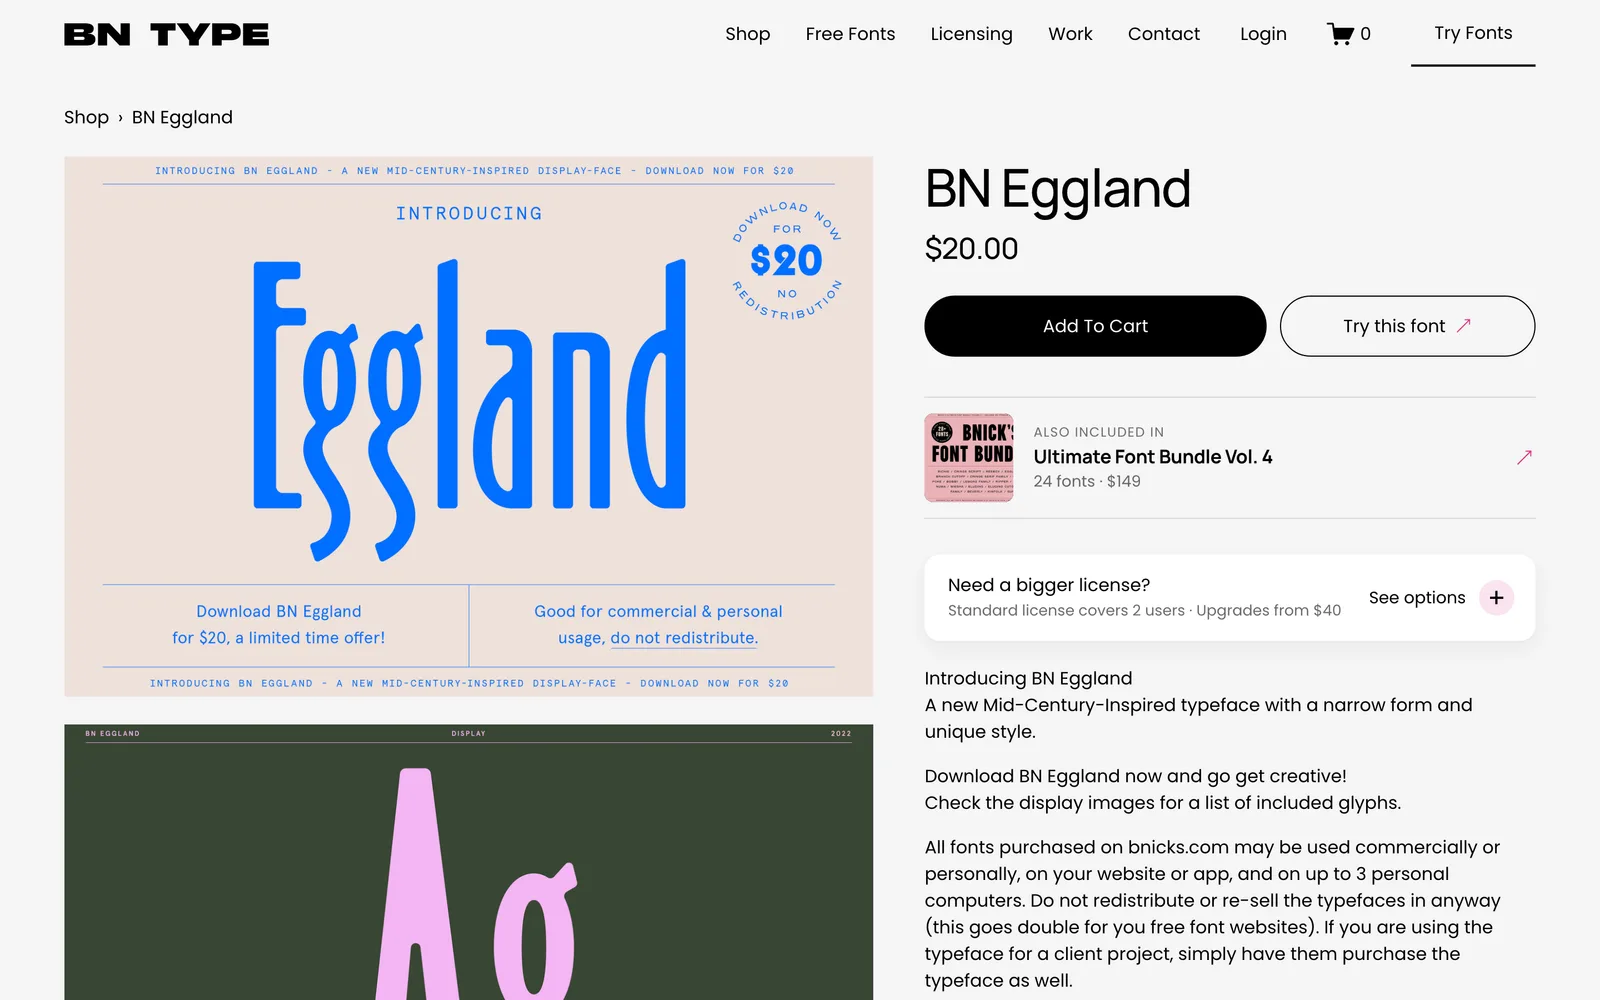 BN TYPE
Shop
Free Fonts
Licensing
Work
Contact
Login
0
Try Fonts
Shop › BN Eggland
INTRODUCING BN EGGLAND - A NEW MID-CENTURY-INSPIRED DISPLAY-FACE - DOWNLOAD NOW FOR $20
INTRODUCING
DOWNLOAD NOW
FOR
$20
NO
REDISTRIBUTION
Eggland
Download BN Eggland
for $20, a limited time offer!
Good for commercial & personal
usage, do not redistribute.
INTRODUCING BN EGGLAND - A NEW MID-CENTURY-INSPIRED DISPLAY-FACE - DOWNLOAD NOW FOR $20
BN EGGLAND
DISPLAY
2022
Ag
BN Eggland
$20.00
Add To Cart
Try this font
BNICK'S
FONT BUND
ALSO INCLUDED IN
Ultimate Font Bundle Vol. 4
24 fonts · $149
Need a bigger license?
Standard license covers 2 users · Upgrades from $40
See options
Introducing BN Eggland
A new Mid-Century-Inspired typeface with a narrow form and
unique style.
Download BN Eggland now and go get creative!
Check the display images for a list of included glyphs.
All fonts purchased on bnicks.com may be used commercially or
personally, on your website or app, and on up to 3 personal
computers. Do not redistribute or re-sell the typefaces in anyway
(this goes double for you free font websites). If you are using the
typeface for a client project, simply have them purchase the
typeface as well.